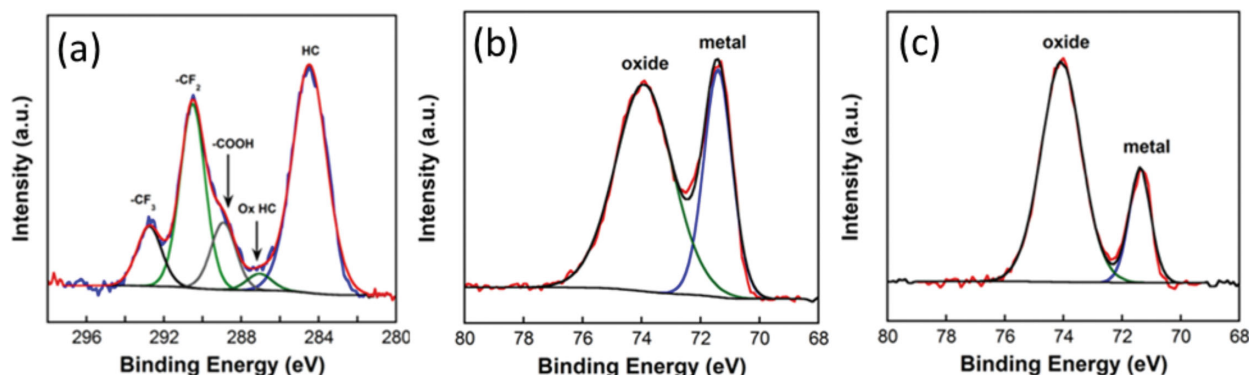 (a)
-CF3
-CF2
-COOH
Ox HC
HC
Intensity (a.u.)
296 292 288 284 280
Binding Energy (eV)
(b)
oxide
metal
Intensity (a.u.)
80 78 76 74 72 70 68
Binding Energy (eV)
(c)
oxide
metal
Intensity (a.u.)
80 78 76 74 72 70 68
Binding Energy (eV)